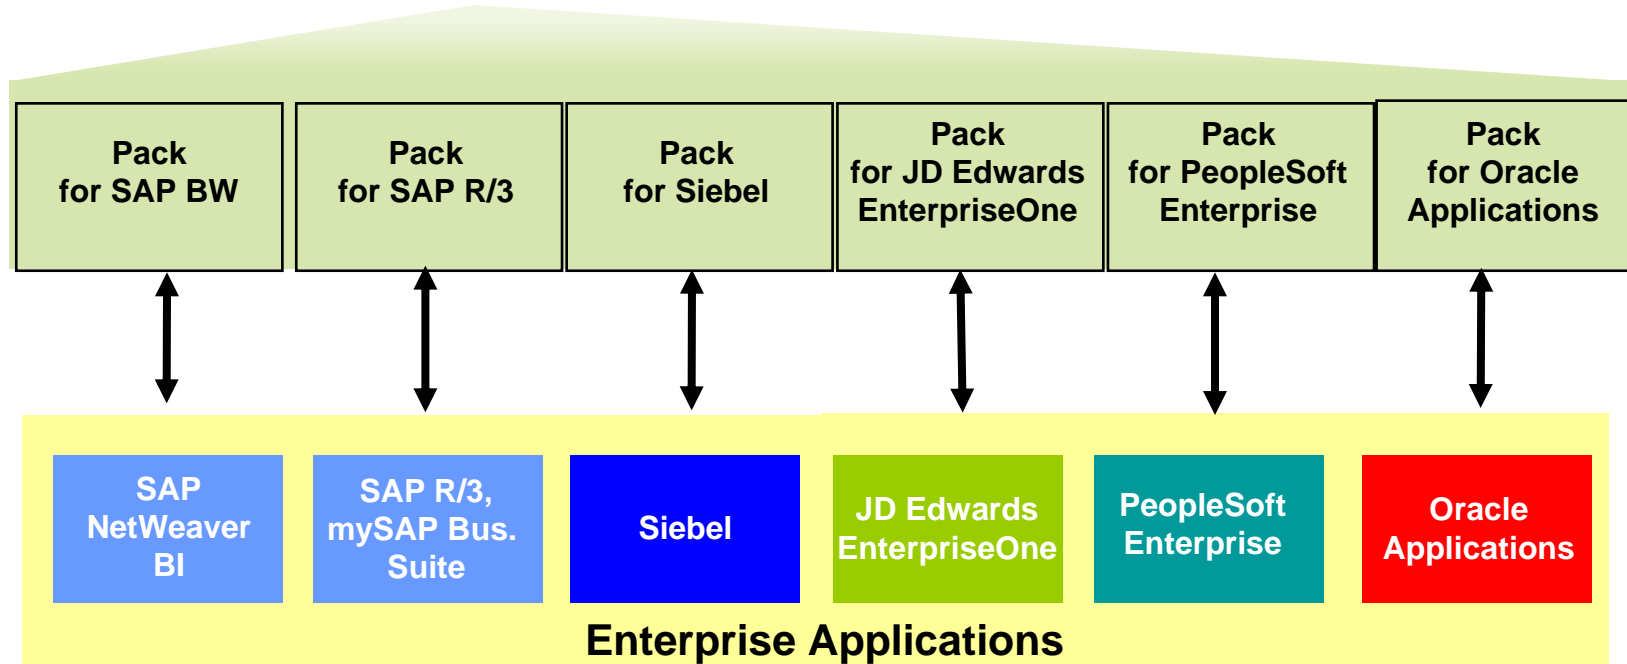 Pack
for SAP BW
Pack
for SAP R/3
Pack
for Siebel
Pack
for JD Edwards
EnterpriseOne
Pack
for PeopleSoft
Enterprise
Pack
for Oracle
Applications
SAP
NetWeaver
BI
SAP R/3,
mySAP Bus.
Suite
Siebel
JD Edwards
EnterpriseOne
PeopleSoft
Enterprise
Oracle
Applications
Enterprise Applications